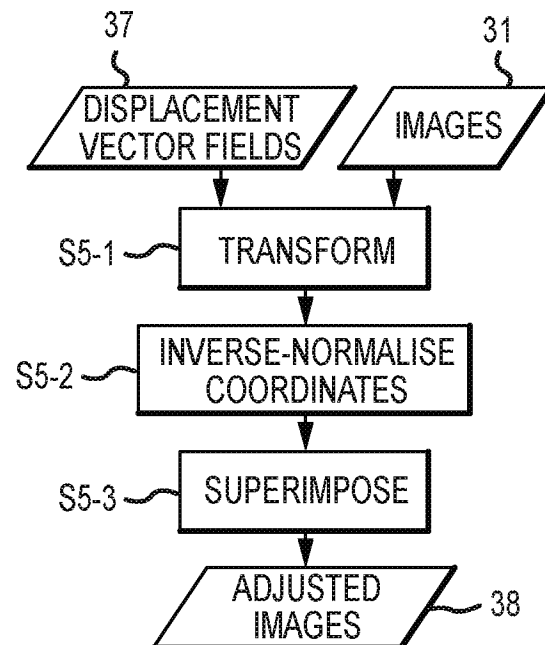 37
31
DISPLACEMENT
VECTOR FIELDS
IMAGES
S5-1
TRANSFORM
S5-2
INVERSE-NORMALISE
COORDINATES
S5-3
SUPERIMPOSE
ADJUSTED
IMAGES
38